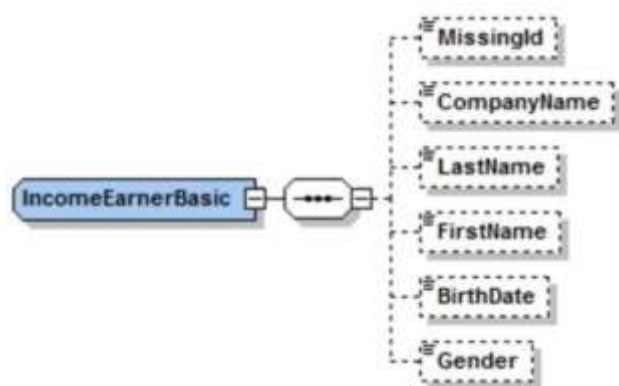 MissingId
CompanyName
LastName
IncomeEarnerBasic
FirstName
BirthDate
Gender